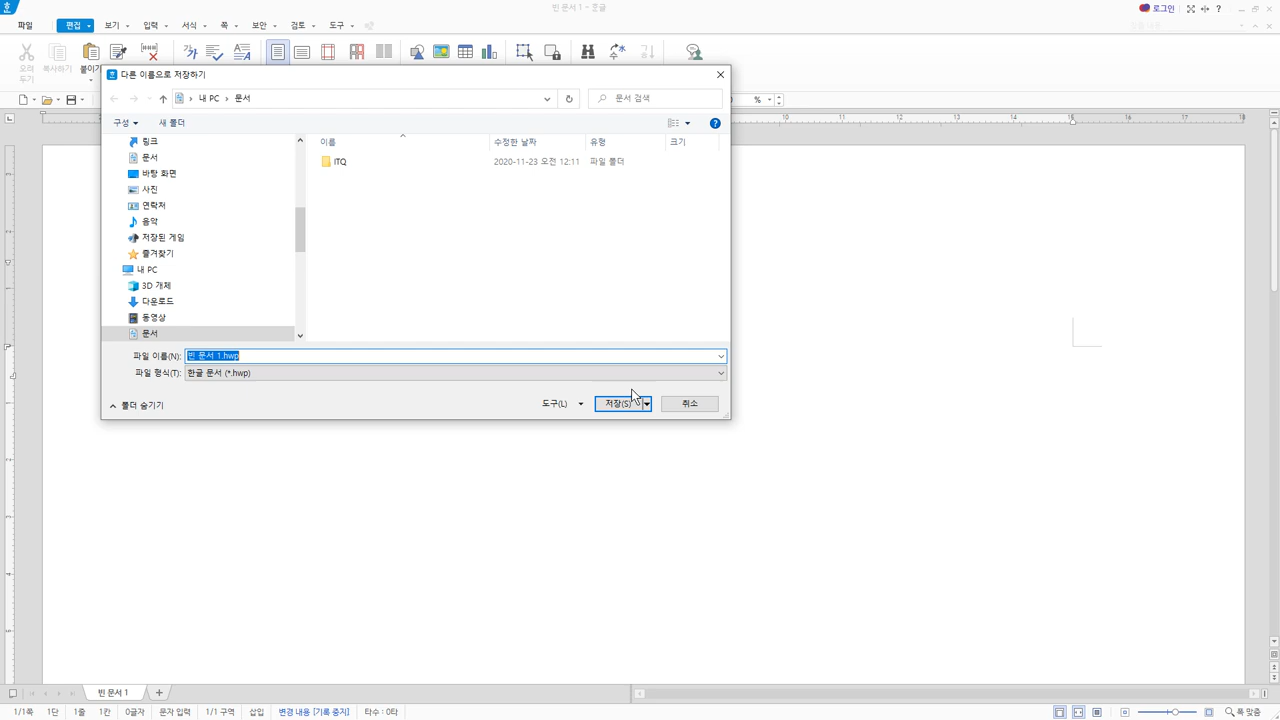 빈 문서 1 - 한글
로그인
?
파일
편집
보기
입력
서식
쪽
보안
검토
도구
오려
두기
복사하기
붙이기
다른 이름으로 저장하기
내 PC
문서
문서 검색
구성
새 폴더
%
링크
문서
바탕 화면
사진
연락처
음악
저장된 게임
즐겨찾기
내 PC
3D 개체
다운로드
동영상
문서
이름
수정한 날짜
유형
크기
ITQ
2020-11-23 오전 12:11
파일 폴더
파일 이름(N):
빈 문서 1.hwp
파일 형식(T):
한글 문서 (*.hwp)
폴더 숨기기
도구(L)
저장(S)
취소
10 11 12 13 14 15 16 17 18
빈 문서 1
1/1쪽
1단
1줄
1칸
0글자
문자 입력
1/1 구역
삽입
변경 내용 [기록 중지]
타수 : 0타
폭 맞춤